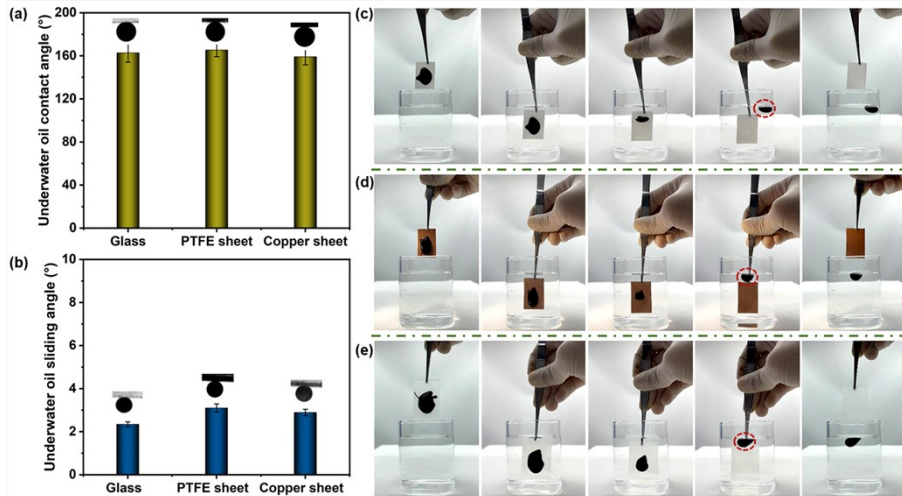 (a)
Underwater oil contact angle (°)
200
160
120
80
40
0
Glass PTFE sheet Copper sheet
(b)
Underwater oil sliding angle (°)
10
8
6
4
2
0
Glass PTFE sheet Copper sheet
(c)
(d)
(e)